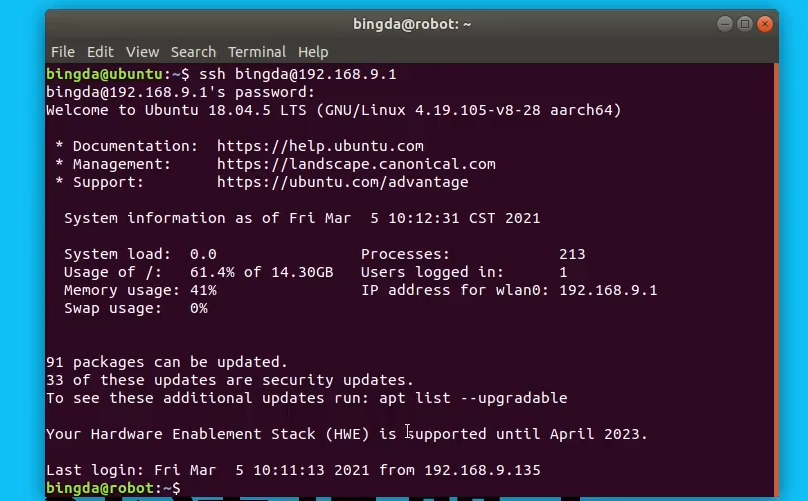 bingda@robot: ~
File Edit View Search Terminal Help
bingda@ubuntu:~$ ssh bingda@192.168.9.1
bingda@192.168.9.1's password:
Welcome to Ubuntu 18.04.5 LTS (GNU/Linux 4.19.105-v8-28 aarch64)
* Documentation: https://help.ubuntu.com
* Management: https://landscape.canonical.com
* Support: https://ubuntu.com/advantage
System information as of Fri Mar 5 10:12:31 CST 2021
System load: 0.0 Processes: 213
Usage of /: 61.4% of 14.30GB Users logged in: 1
Memory usage: 41% IP address for wlan0: 192.168.9.1
Swap usage: 0%
91 packages can be updated.
33 of these updates are security updates.
To see these additional updates run: apt list --upgradable
Your Hardware Enablement Stack (HWE) is supported until April 2023.
Last login: Fri Mar 5 10:11:13 2021 from 192.168.9.135
bingda@robot:~$